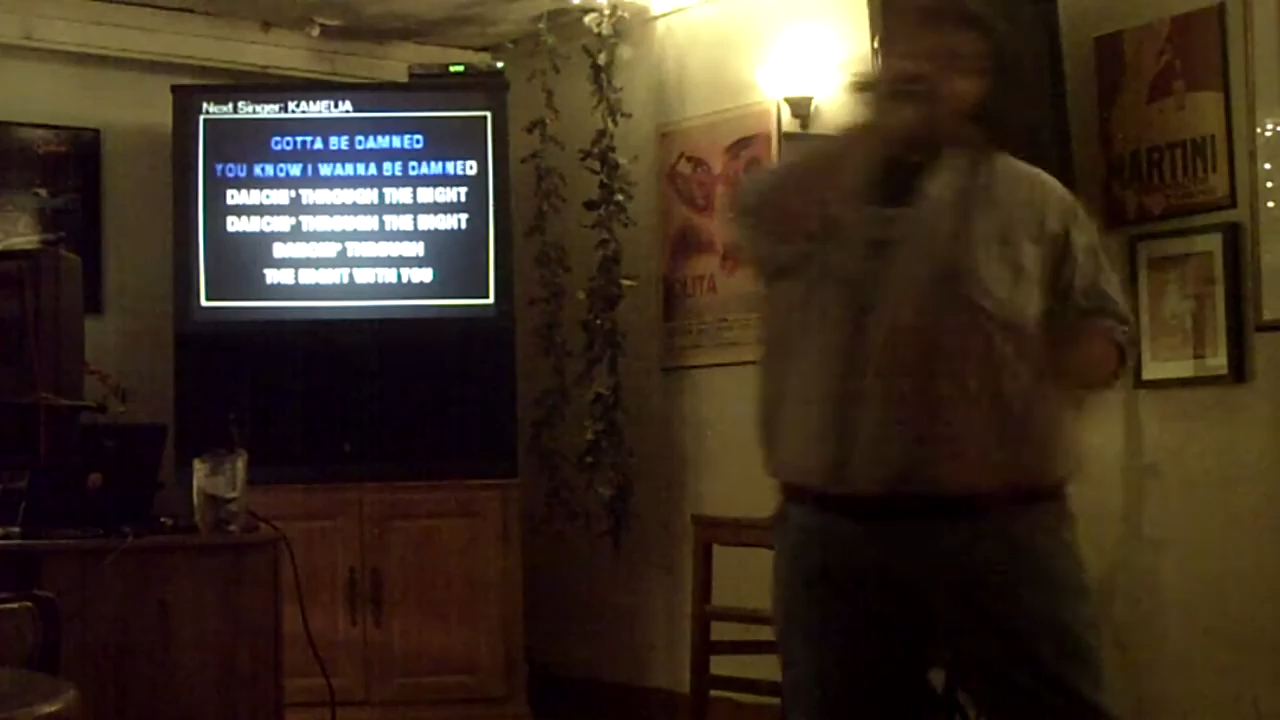 Next Singer: KAMELIA
GOTTA BE DAMNED
YOU KNOW I WANNA BE DAMNED
DANCIN' THROUGH THE NIGHT
DANCIN' THROUGH THE NIGHT
DANCIN' THROUGH
THE NIGHT WITH YOU
MARTINI